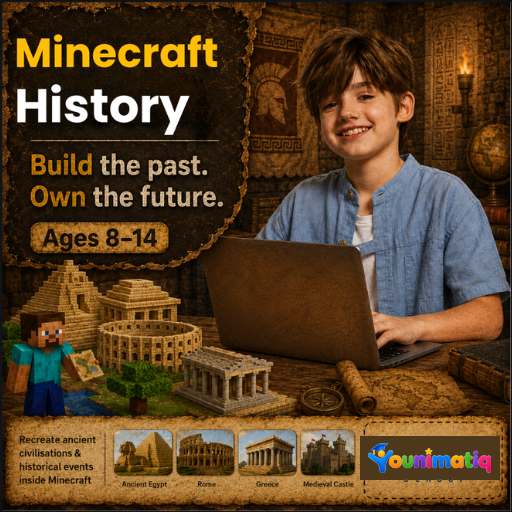 Minecraft
History
Build the past.
Own the future.
Ages 8–14
Recreate ancient
civilisations &
historical events
inside Minecraft
Ancient Egypt
Rome
Greece
Medieval Castle
Younimatiq